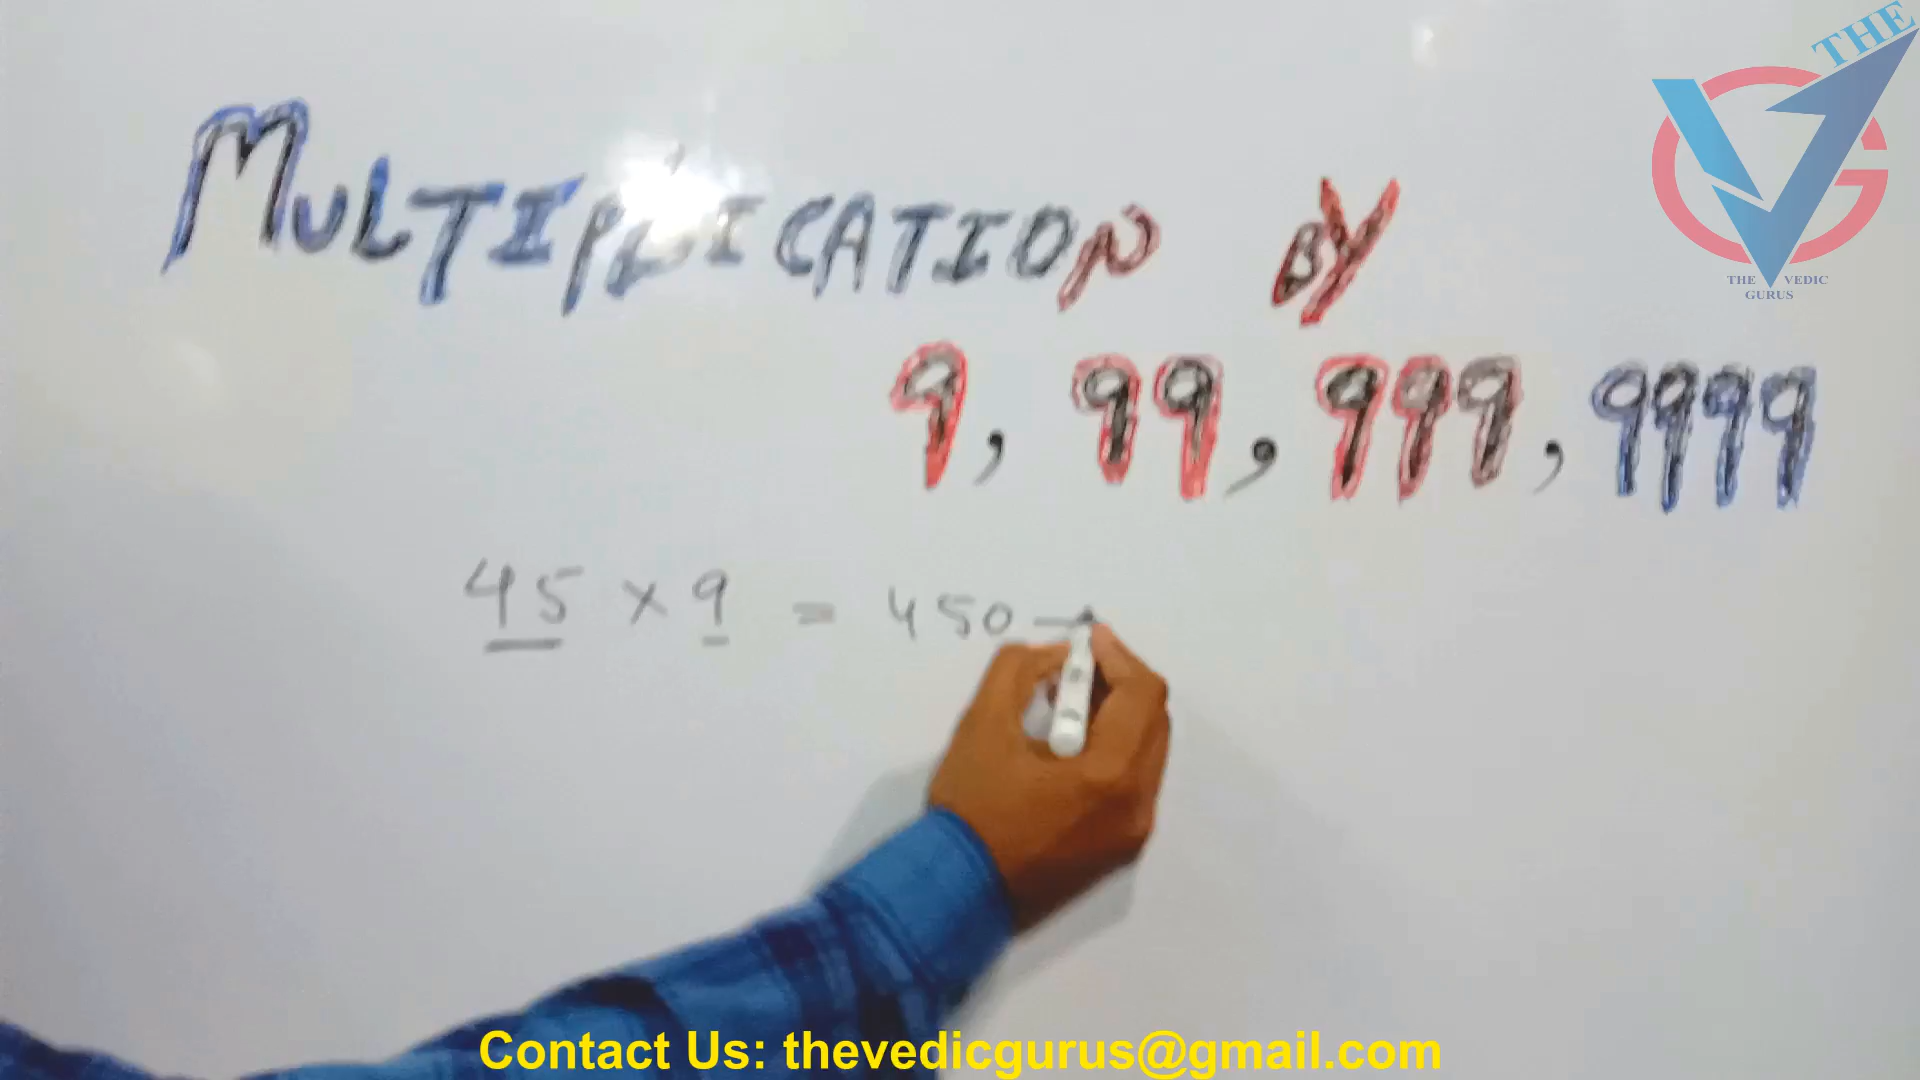 THE
THE VEDIC
GURUS
MULTIPLICATION BY
9, 99, 999, 9999
45 × 9 = 450 -
Contact Us: thevedicgurus@gmail.com